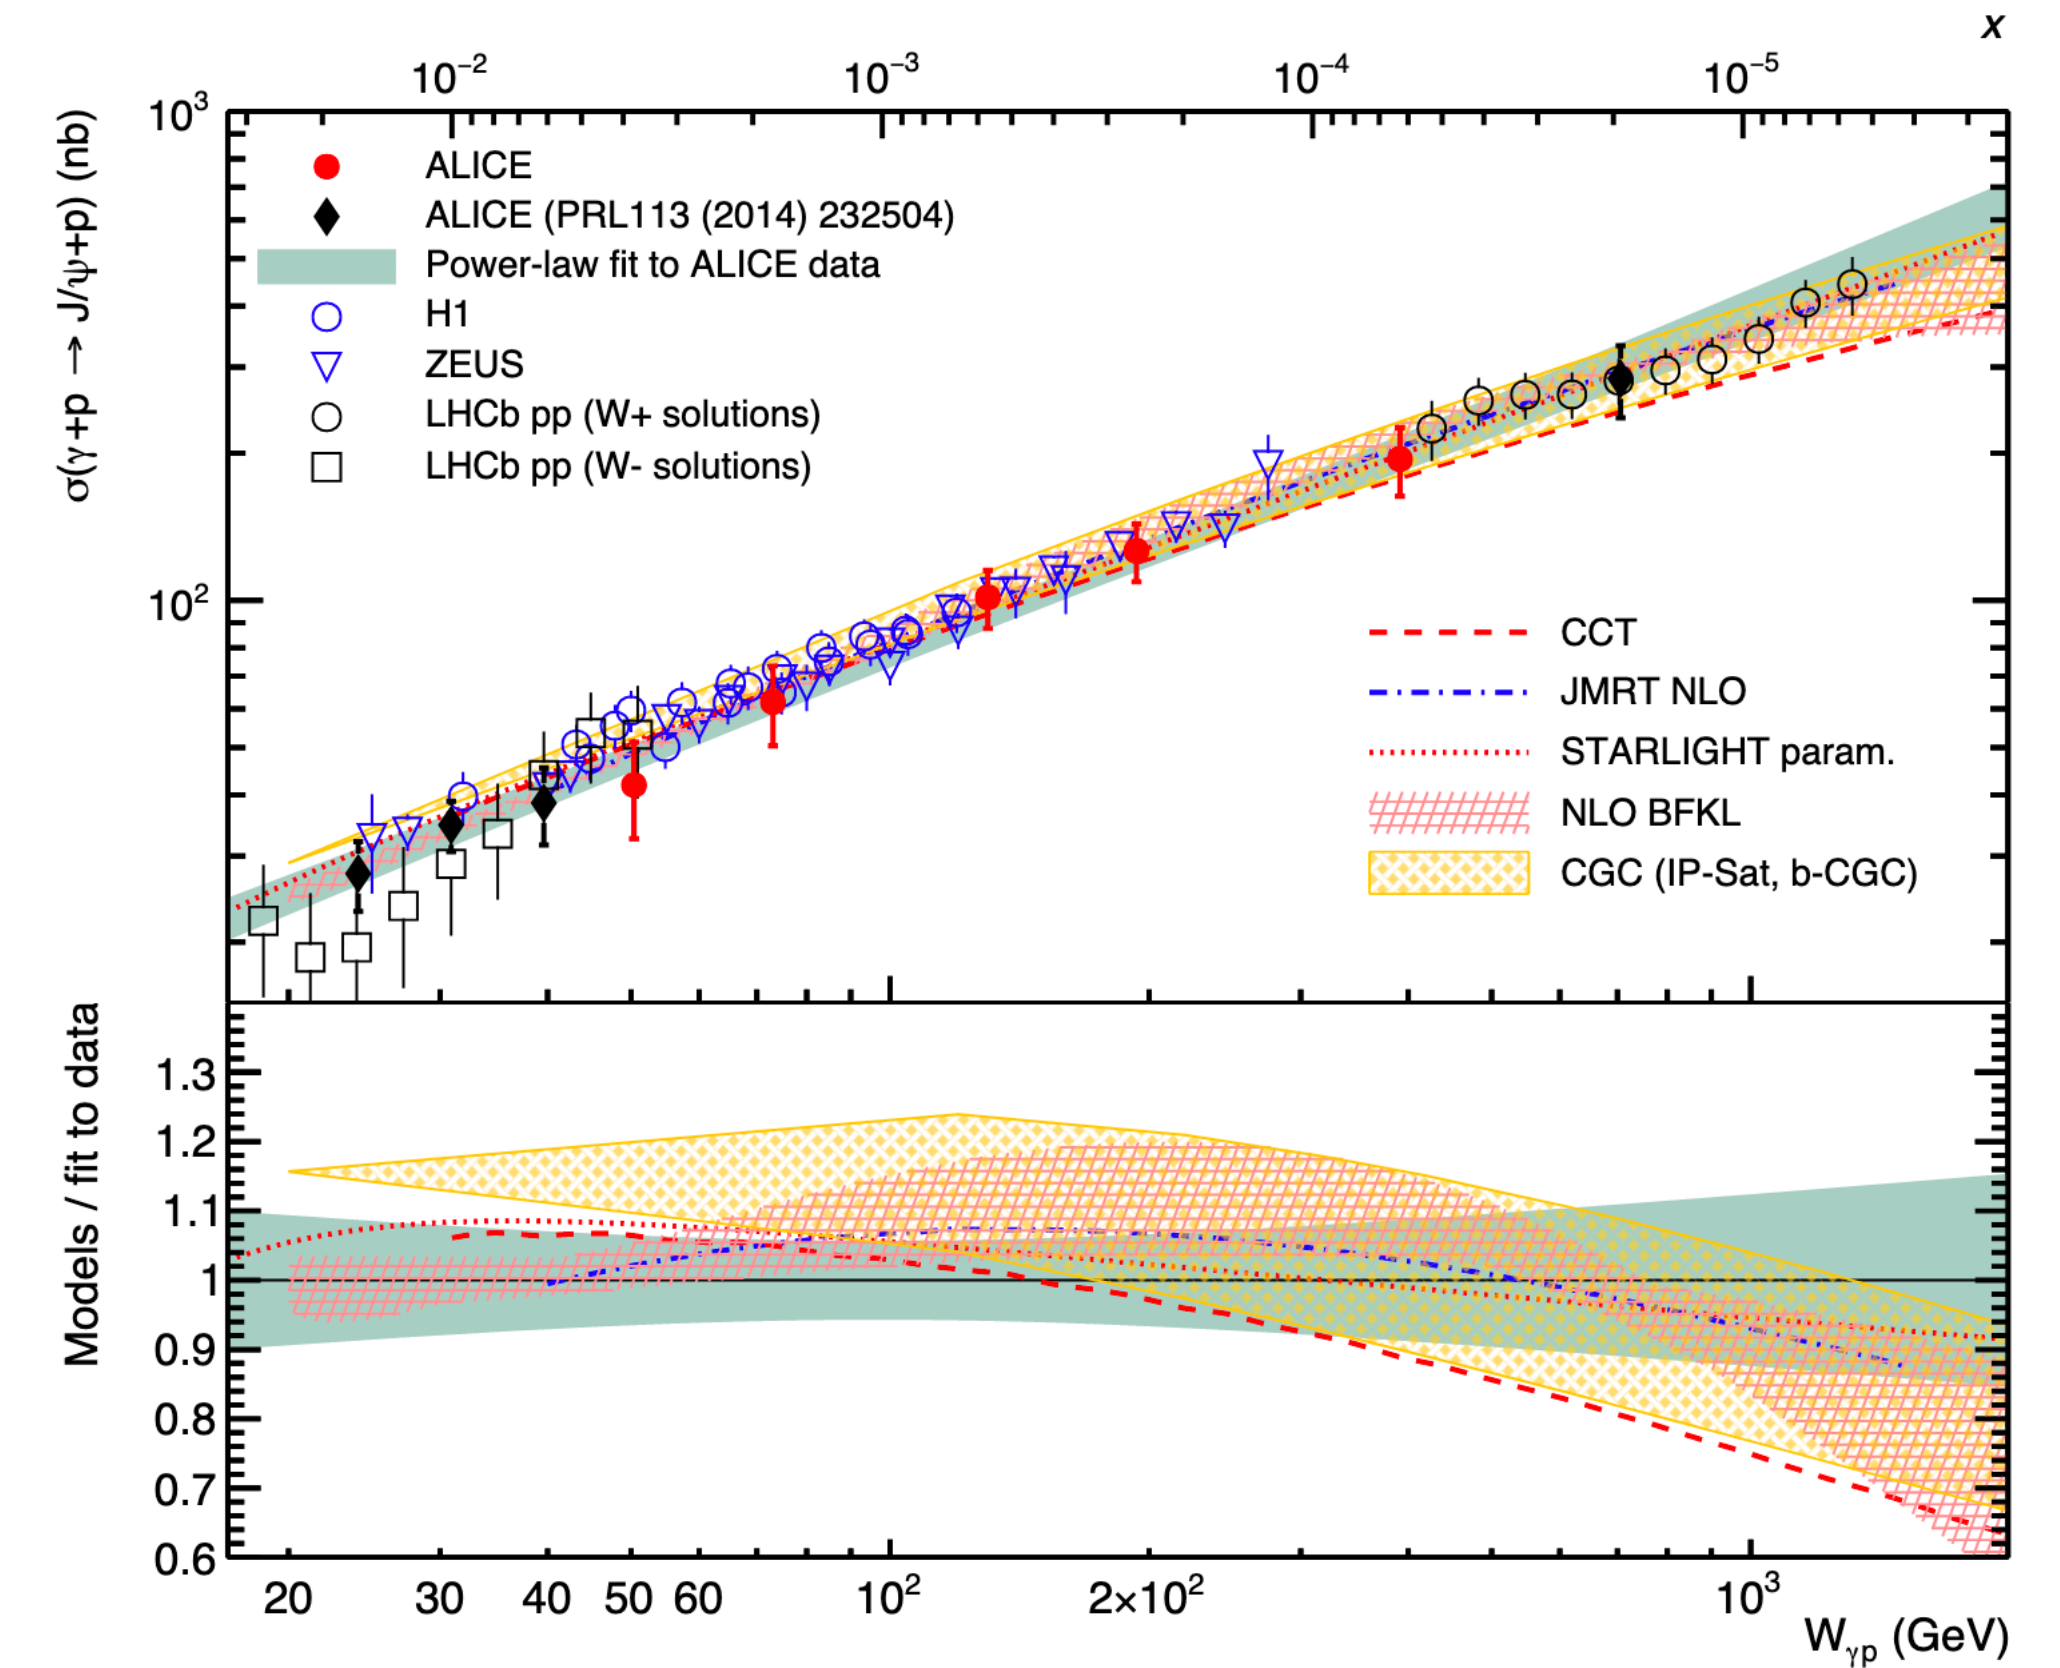 x
10⁻² 10⁻³ 10⁻⁴ 10⁻⁵
σ(γ+p → J/ψ+p) (nb)
10³
10²
ALICE
ALICE (PRL113 (2014) 232504)
Power-law fit to ALICE data
H1
ZEUS
LHCb pp (W+ solutions)
LHCb pp (W- solutions)
CCT
JMRT NLO
STARLIGHT param.
NLO BFKL
CGC (IP-Sat, b-CGC)
Models / fit to data
1.3
1.2
1.1
1
0.9
0.8
0.7
0.6
20 30 40 50 60 10² 2×10² 10³
Wγp (GeV)